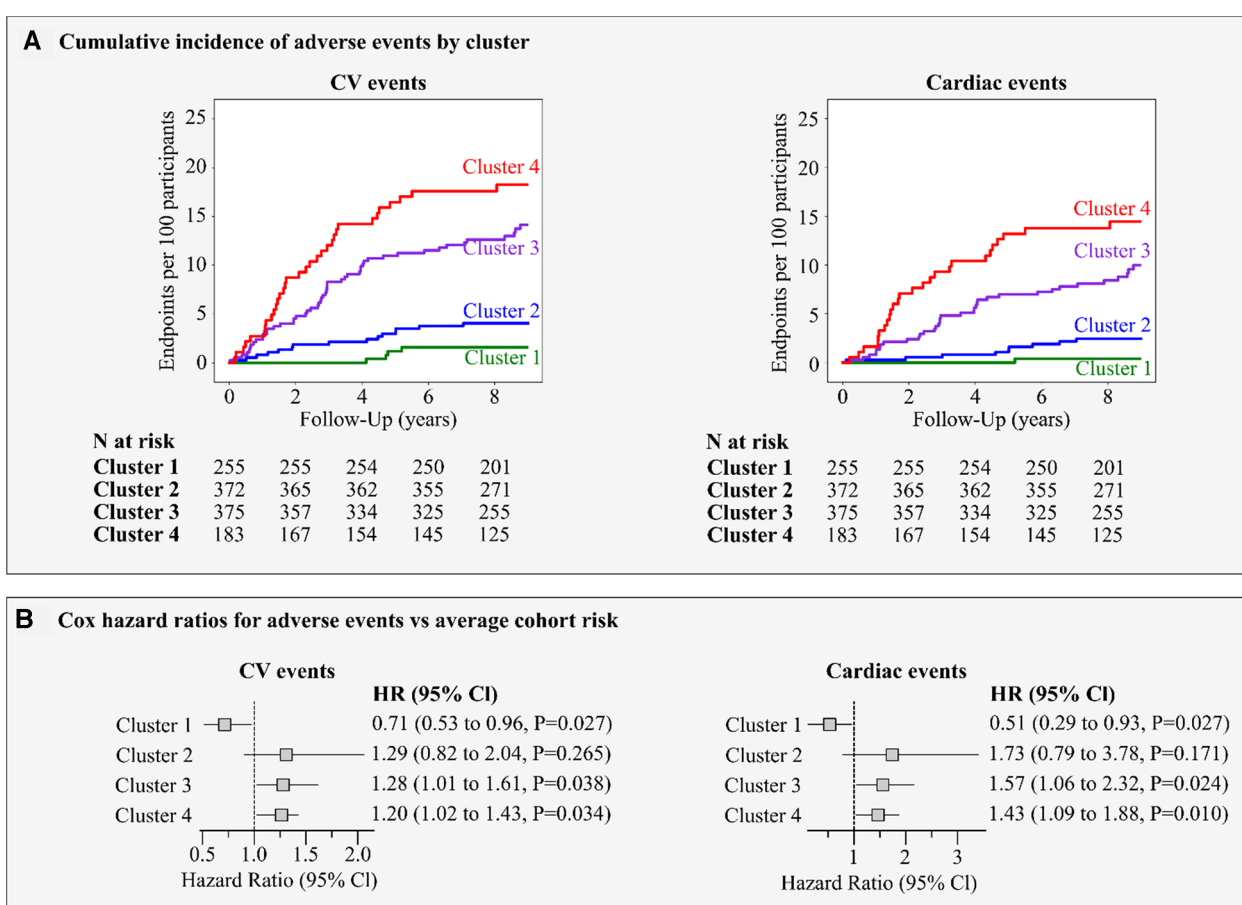 A Cumulative incidence of adverse events by cluster
CV events
Endpoints per 100 participants
25
20
15
10
5
0
Cluster 4
Cluster 3
Cluster 2
Cluster 1
0 2 4 6 8
Follow-Up (years)
N at risk
Cluster 1 255 255 254 250 201
Cluster 2 372 365 362 355 271
Cluster 3 375 357 334 325 255
Cluster 4 183 167 154 145 125
Cardiac events
Endpoints per 100 participants
25
20
15
10
5
0
Cluster 4
Cluster 3
Cluster 2
Cluster 1
0 2 4 6 8
Follow-Up (years)
N at risk
Cluster 1 255 255 254 250 201
Cluster 2 372 365 362 355 271
Cluster 3 375 357 334 325 255
Cluster 4 183 167 154 145 125
B Cox hazard ratios for adverse events vs average cohort risk
CV events
HR (95% CI)
Cluster 1 0.71 (0.53 to 0.96, P=0.027)
Cluster 2 1.29 (0.82 to 2.04, P=0.265)
Cluster 3 1.28 (1.01 to 1.61, P=0.038)
Cluster 4 1.20 (1.02 to 1.43, P=0.034)
0.5 1.0 1.5 2.0
Hazard Ratio (95% CI)
Cardiac events
HR (95% CI)
Cluster 1 0.51 (0.29 to 0.93, P=0.027)
Cluster 2 1.73 (0.79 to 3.78, P=0.171)
Cluster 3 1.57 (1.06 to 2.32, P=0.024)
Cluster 4 1.43 (1.09 to 1.88, P=0.010)
1 2 3
Hazard Ratio (95% CI)